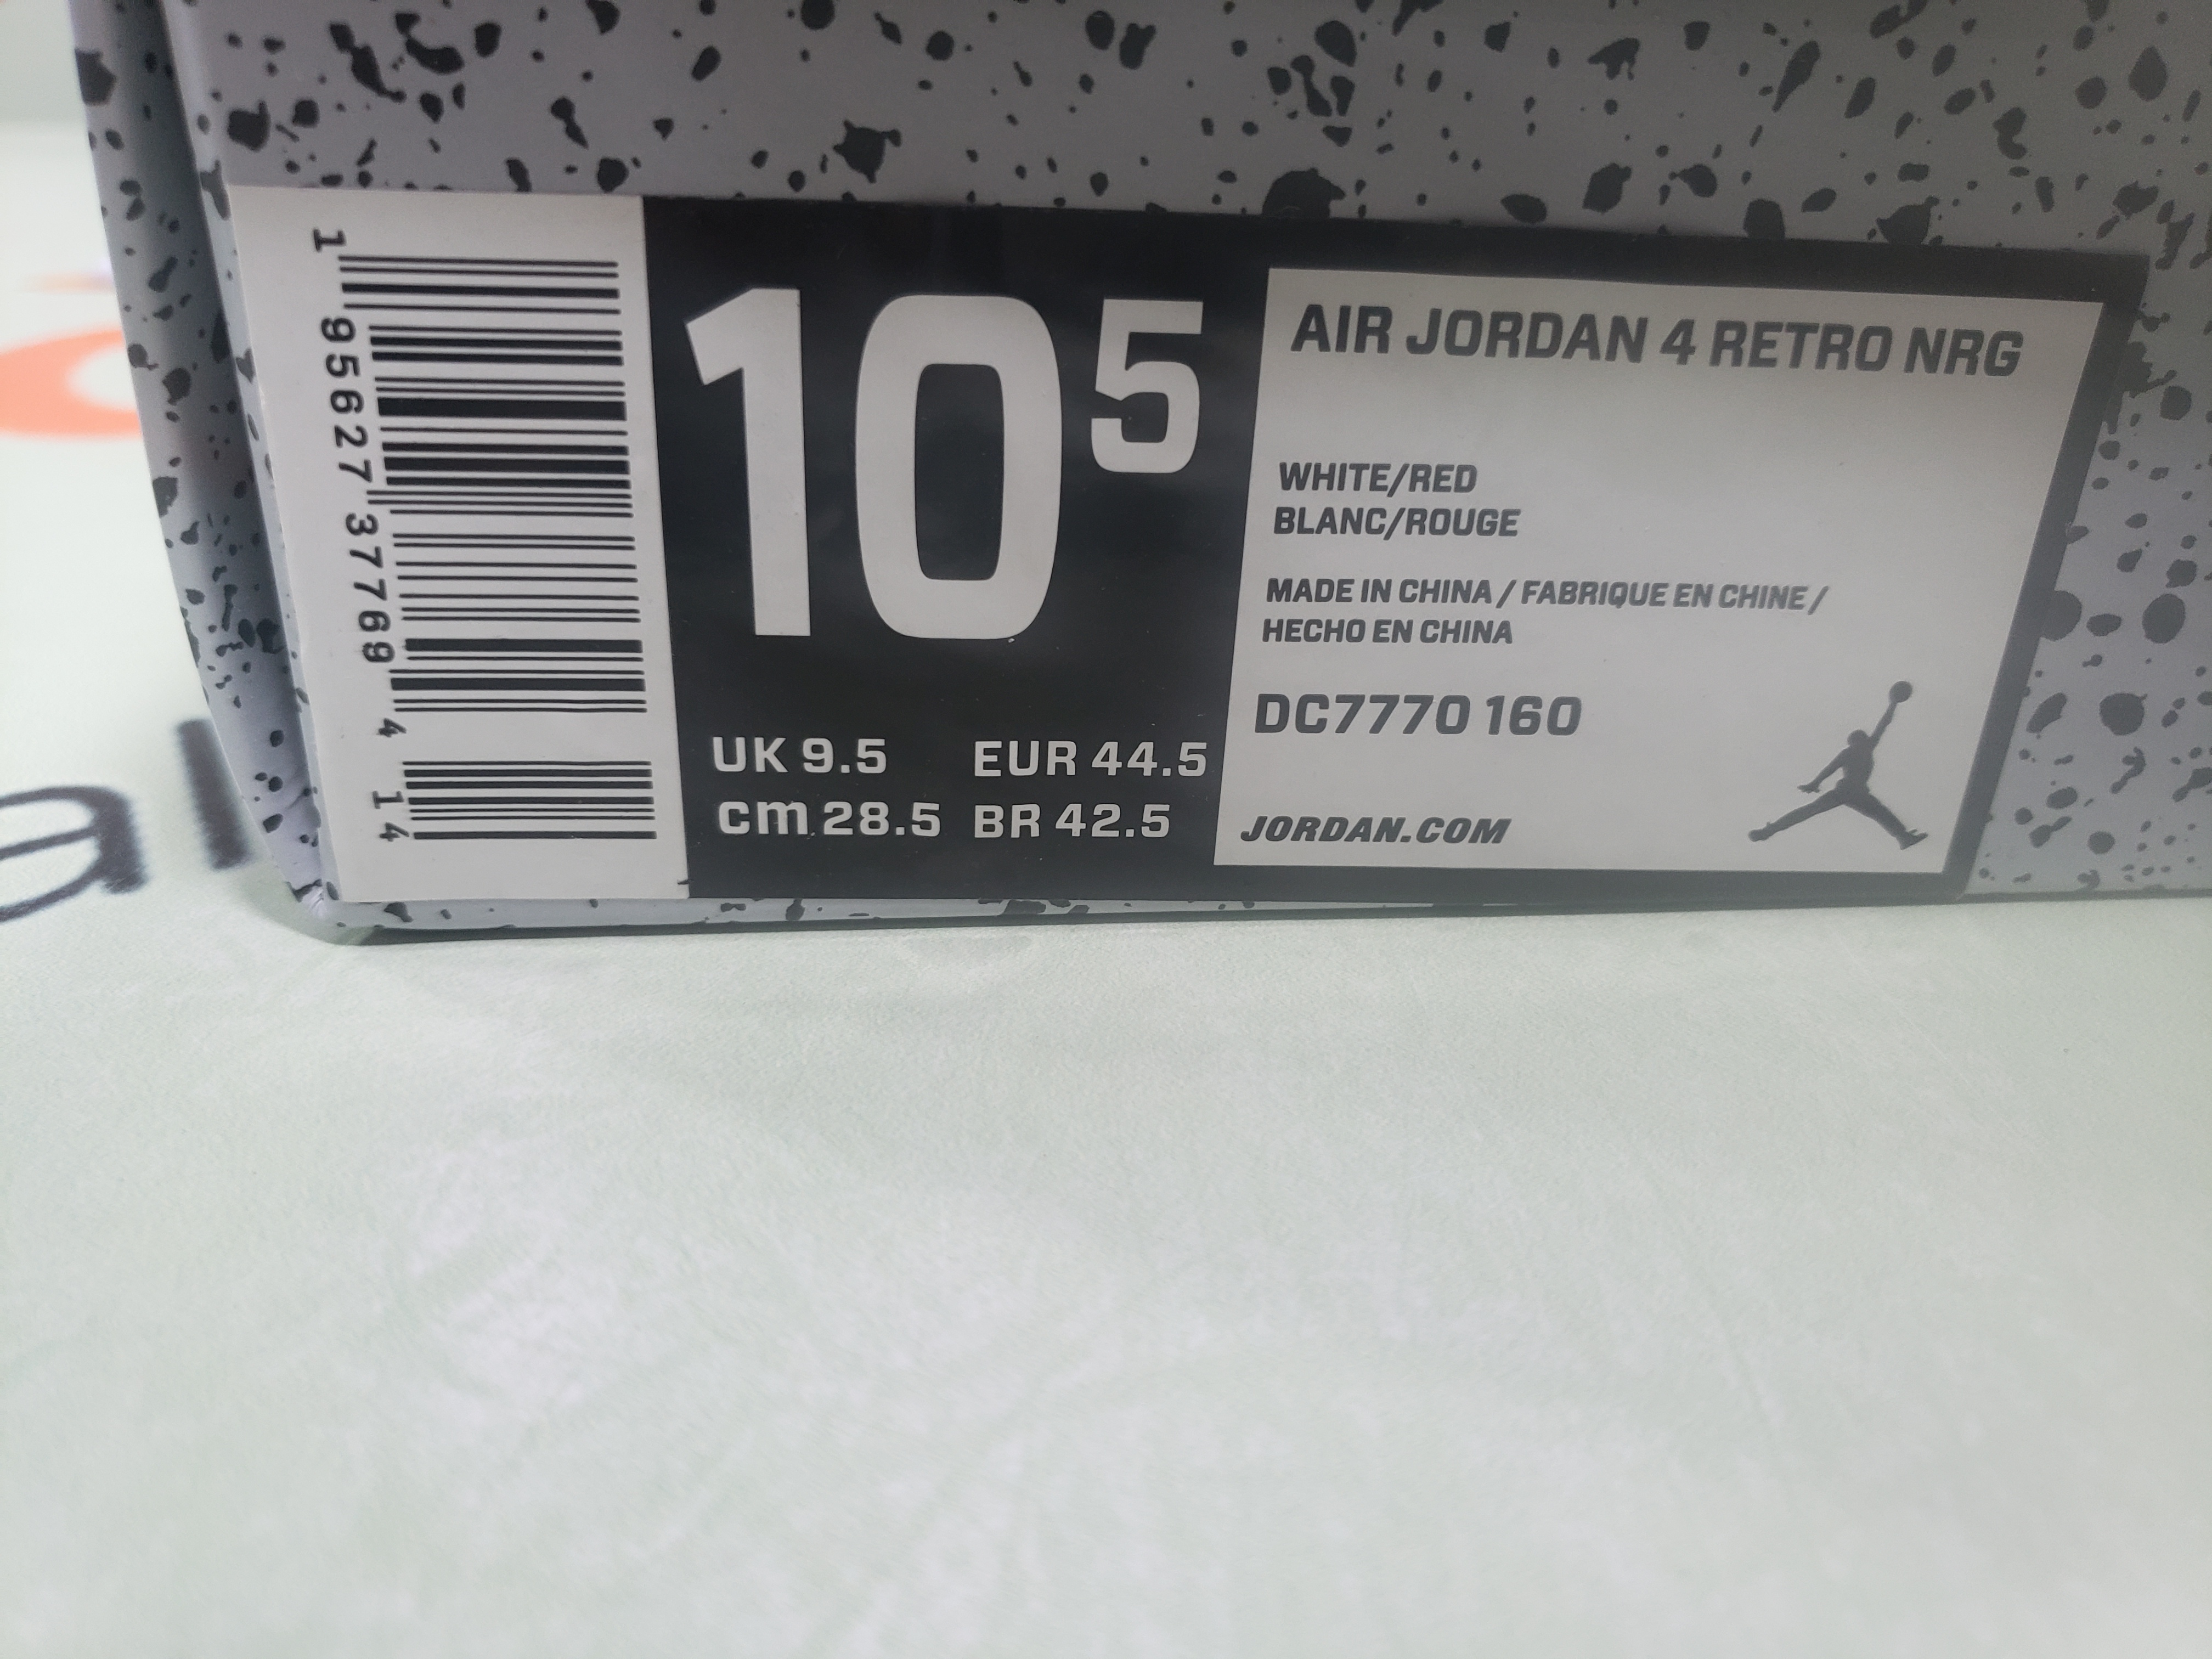 1 95627 37769 4 14
10 5
UK 9.5 EUR 44.5
cm 28.5 BR 42.5
AIR JORDAN 4 RETRO NRG
WHITE/RED
BLANC/ROUGE
MADE IN CHINA / FABRIQUE EN CHINE /
HECHO EN CHINA
DC7770 160
JORDAN.COM